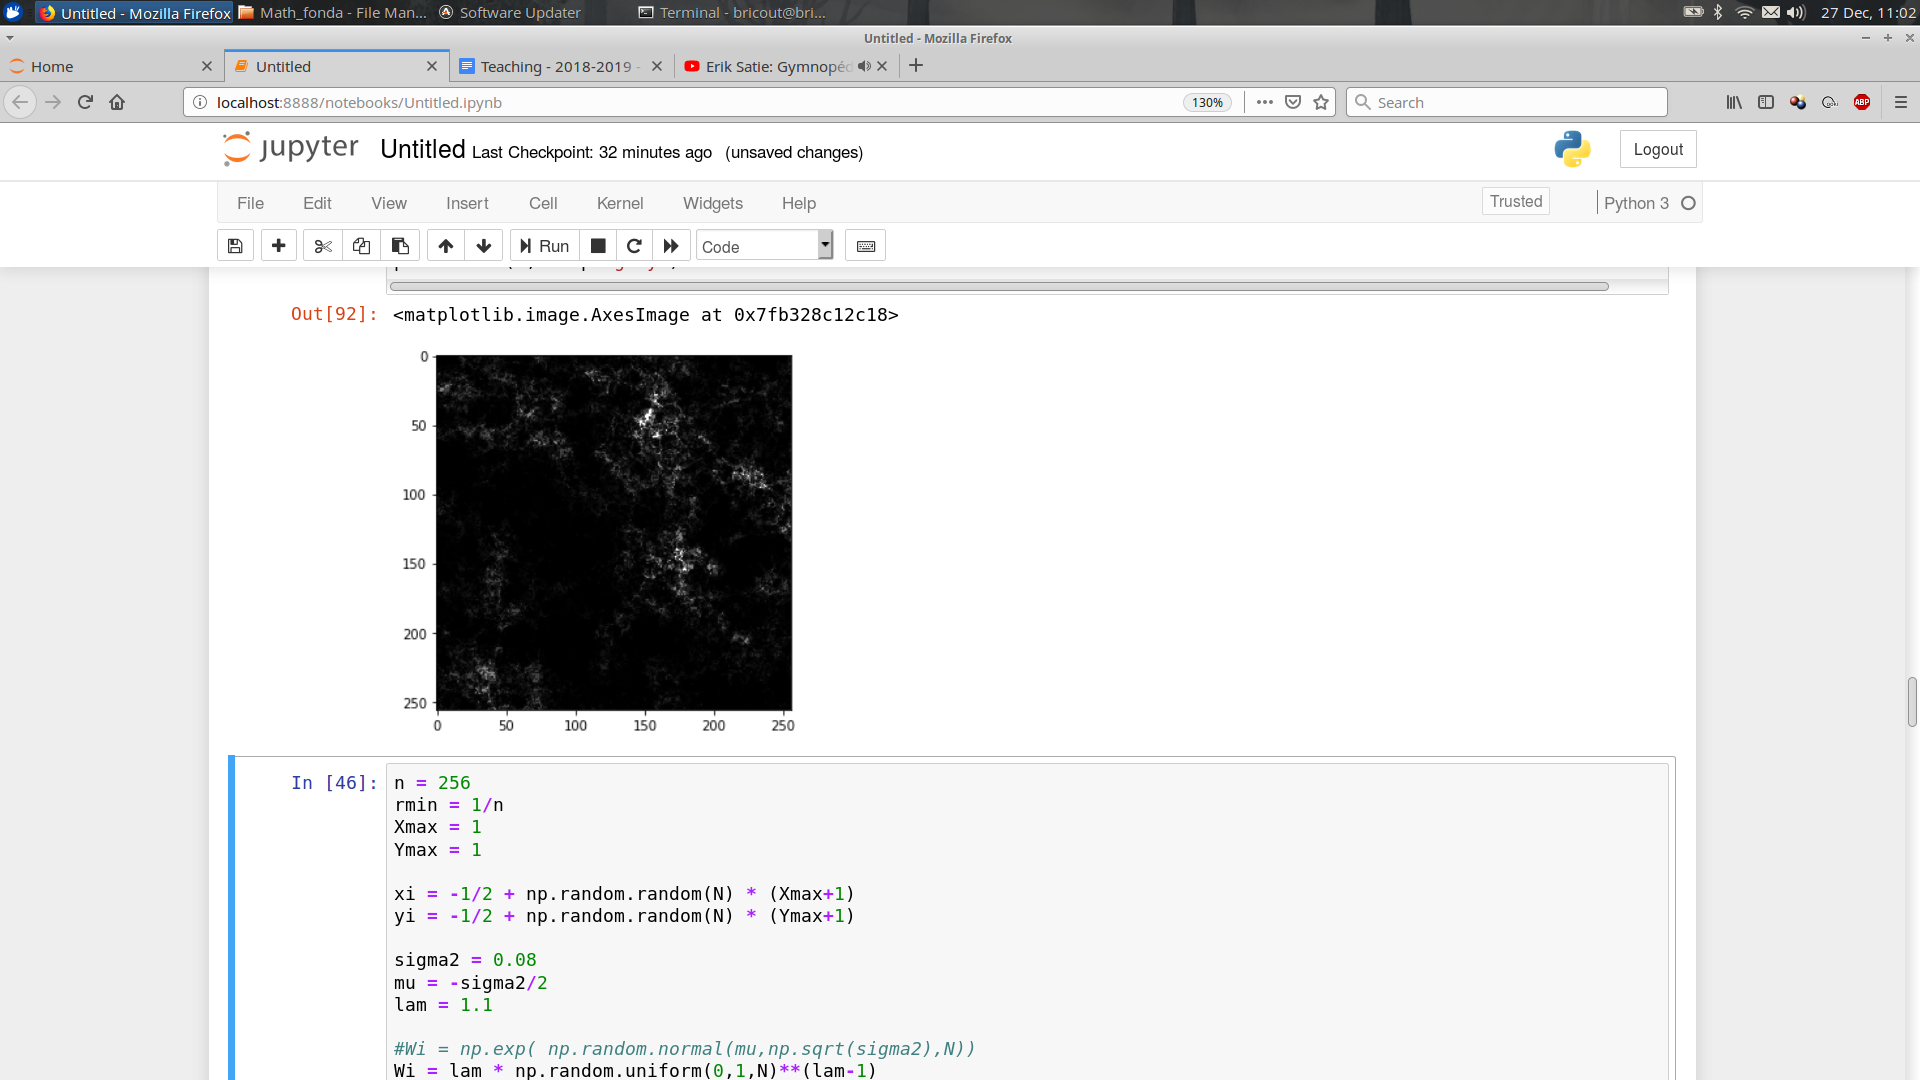 Untitled - Mozilla Firefox Math_fonda - File Man... Software Updater Terminal - bricout@bri... 27 Dec, 11:02
Untitled - Mozilla Firefox
Home Untitled Teaching - 2018-2019 - Erik Satie: Gymnopéd
localhost:8888/notebooks/Untitled.ipynb 130% Search ABP
jupyter Untitled Last Checkpoint: 32 minutes ago (unsaved changes) Logout
File Edit View Insert Cell Kernel Widgets Help Trusted Python 3
Run Code
Out[92]: <matplotlib.image.AxesImage at 0x7fb328c12c18>
0
50
100
150
200
250
0 50 100 150 200 250
In [46]: n = 256
rmin = 1/n
Xmax = 1
Ymax = 1
xi = -1/2 + np.random.random(N) * (Xmax+1)
yi = -1/2 + np.random.random(N) * (Ymax+1)
sigma2 = 0.08
mu = -sigma2/2
lam = 1.1
#Wi = np.exp( np.random.normal(mu,np.sqrt(sigma2),N))
Wi = lam * np.random.uniform(0,1,N)**(lam-1)